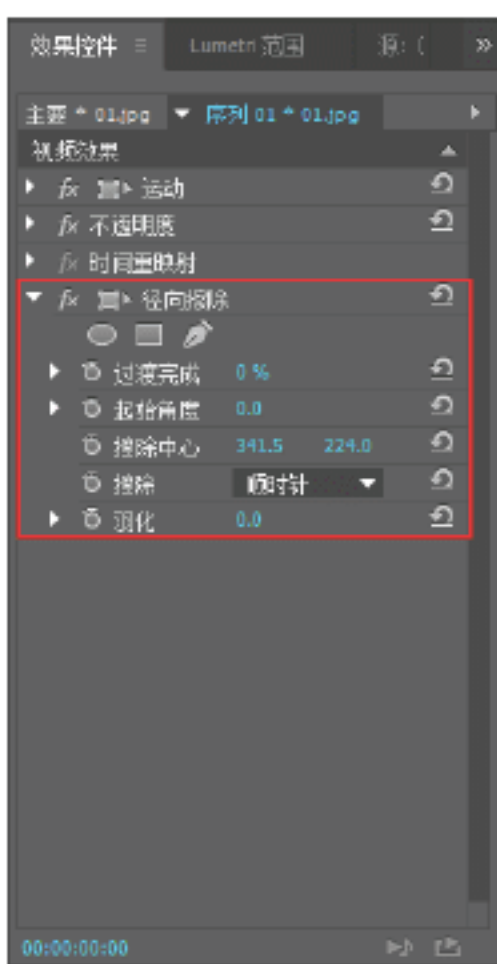 效果控件 Lumetri 范围 源: (
主要 * 01.jpg 序列 01 * 01.jpg
视频效果
fx 运动
fx 不透明度
fx 时间重映射
fx 径向擦除
过渡完成 0 %
起始角度 0.0
擦除中心 341.5 224.0
擦除 顺时针
羽化 0.0
00:00:00:00